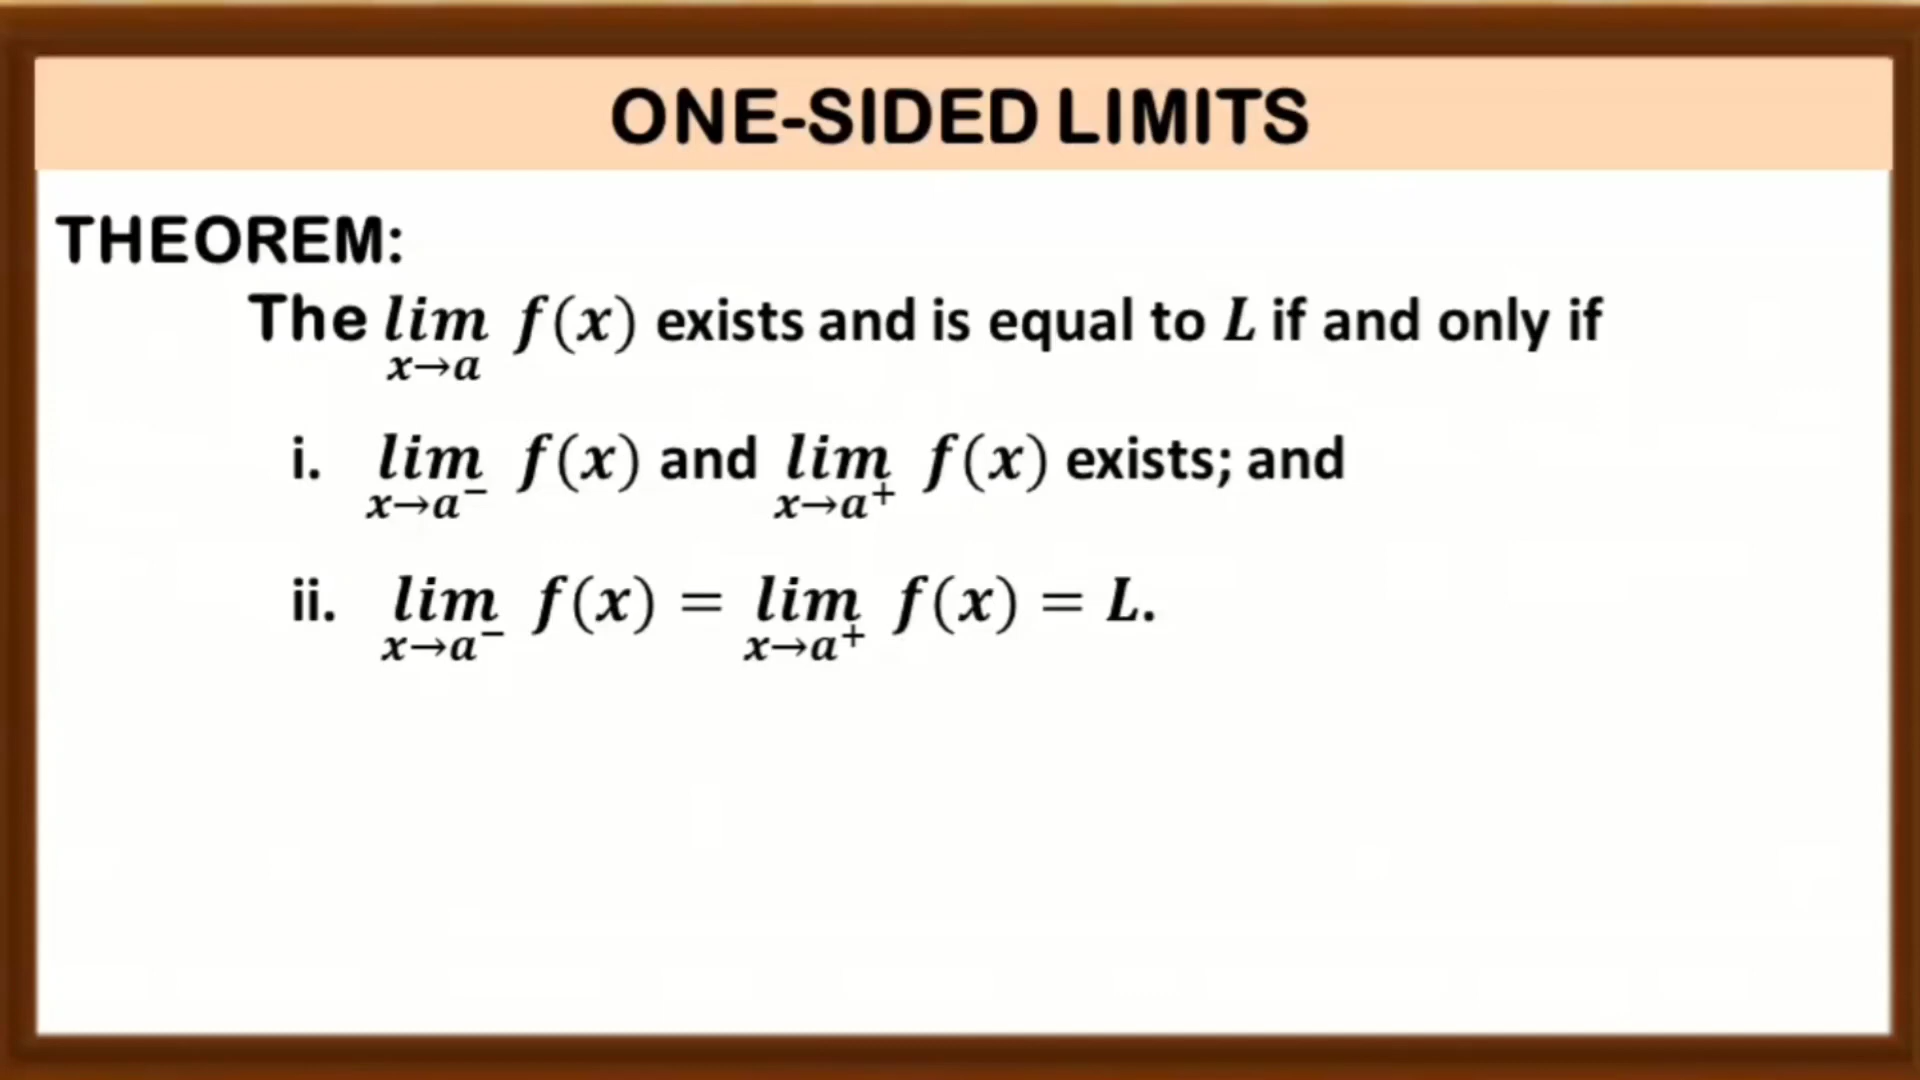 ONE-SIDED LIMITS
THEOREM:
The lim x→a f(x) exists and is equal to L if and only if
i. lim x→a⁻ f(x) and lim x→a⁺ f(x) exists; and
ii. lim x→a⁻ f(x) = lim x→a⁺ f(x) = L.